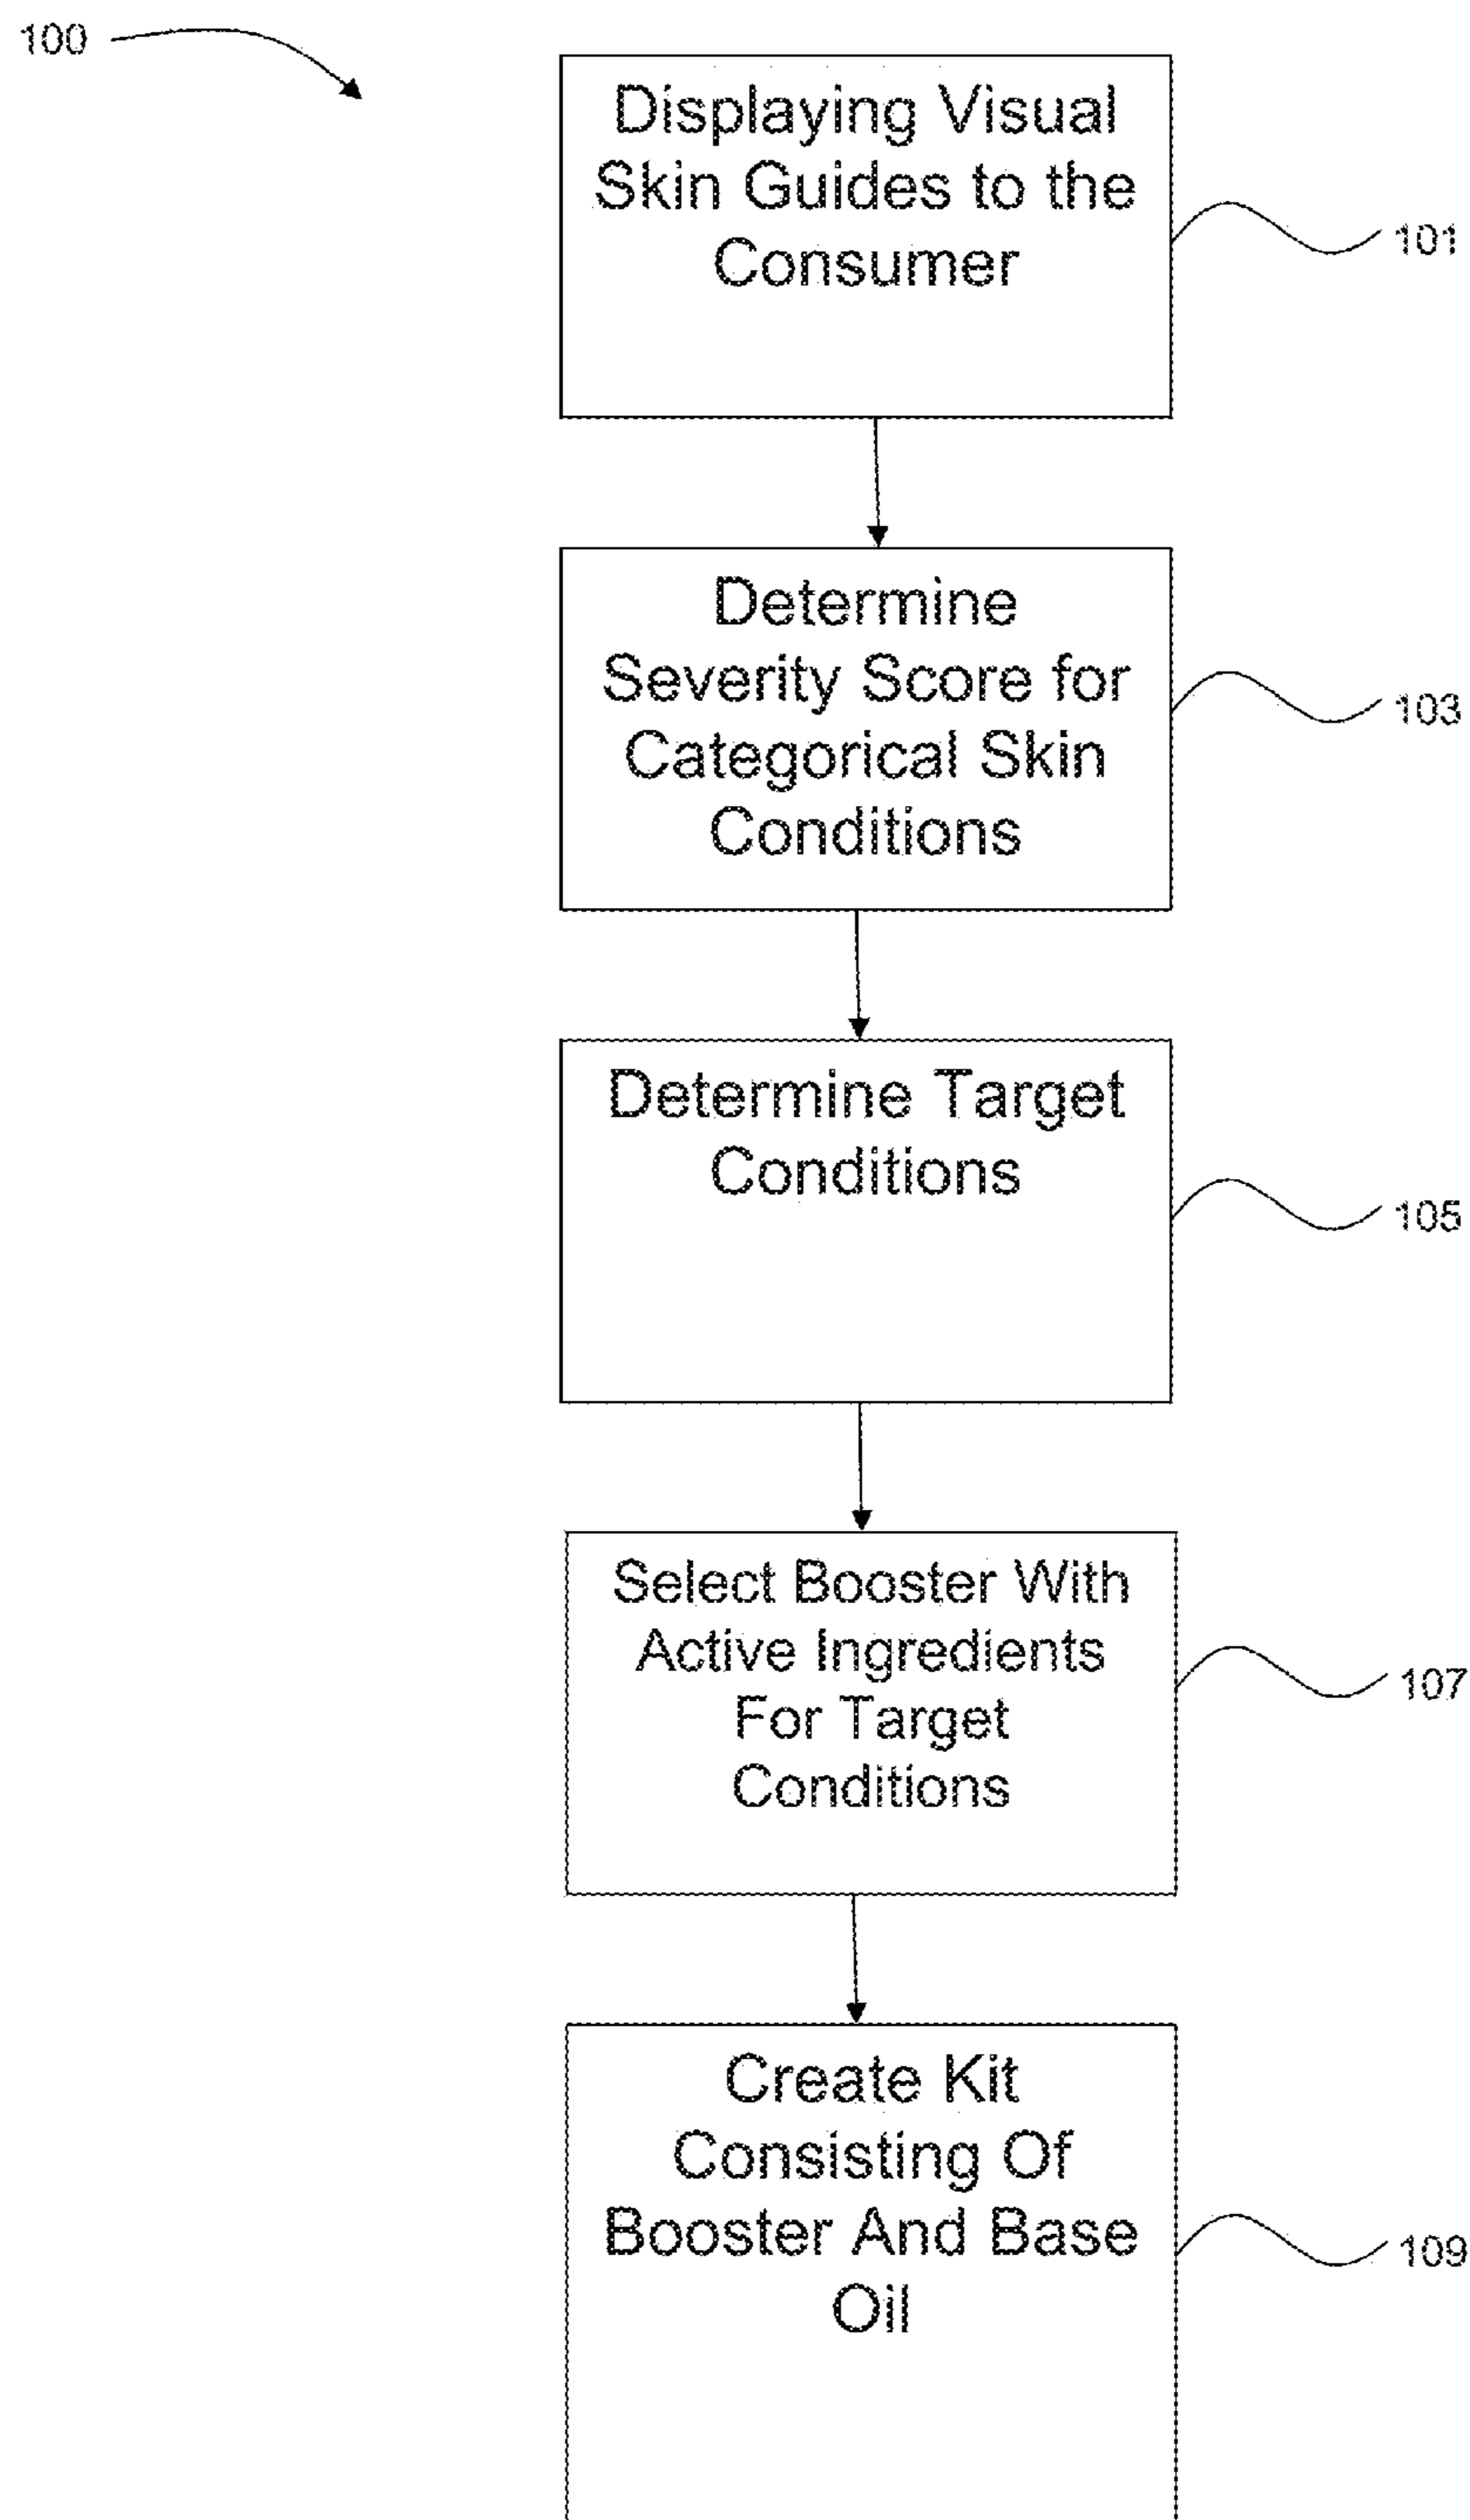 100
Displaying Visual
Skin Guides to the
Consumer
101
Determine
Severity Score for
Categorical Skin
Conditions
103
Determine Target
Conditions
105
Select Booster With
Active Ingredients
For Target
Conditions
107
Create Kit
Consisting Of
Booster And Base
Oil
109